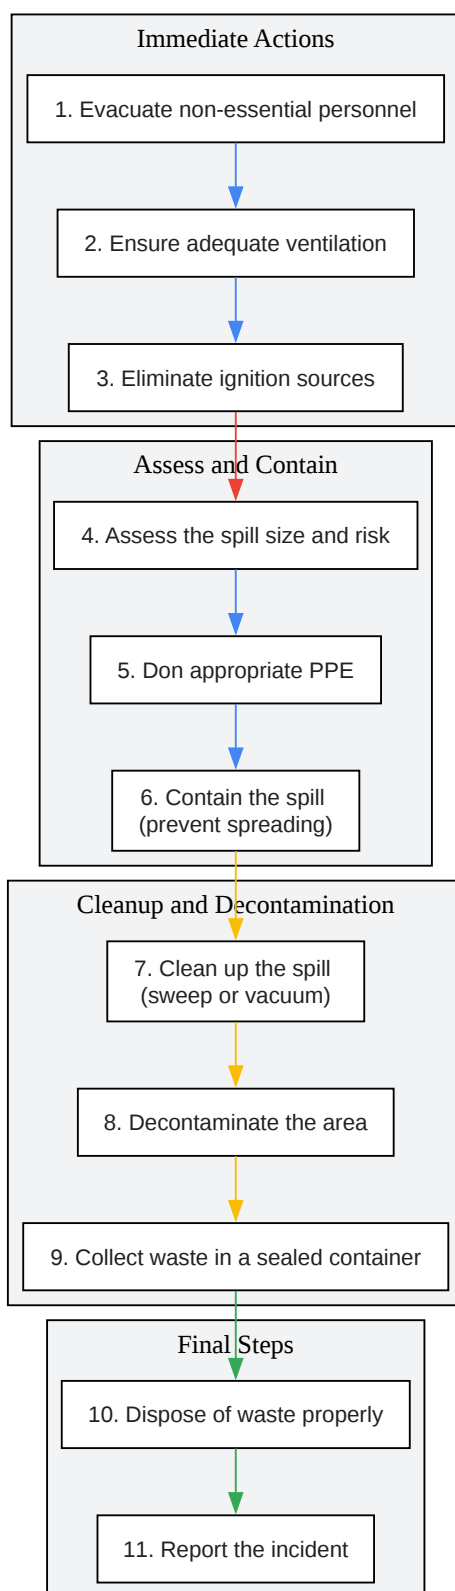 Immediate Actions
1. Evacuate non-essential personnel
2. Ensure adequate ventilation
3. Eliminate ignition sources
Assess and Contain
4. Assess the spill size and risk
5. Don appropriate PPE
6. Contain the spill
(prevent spreading)
Cleanup and Decontamination
7. Clean up the spill
(sweep or vacuum)
8. Decontaminate the area
9. Collect waste in a sealed container
Final Steps
10. Dispose of waste properly
11. Report the incident